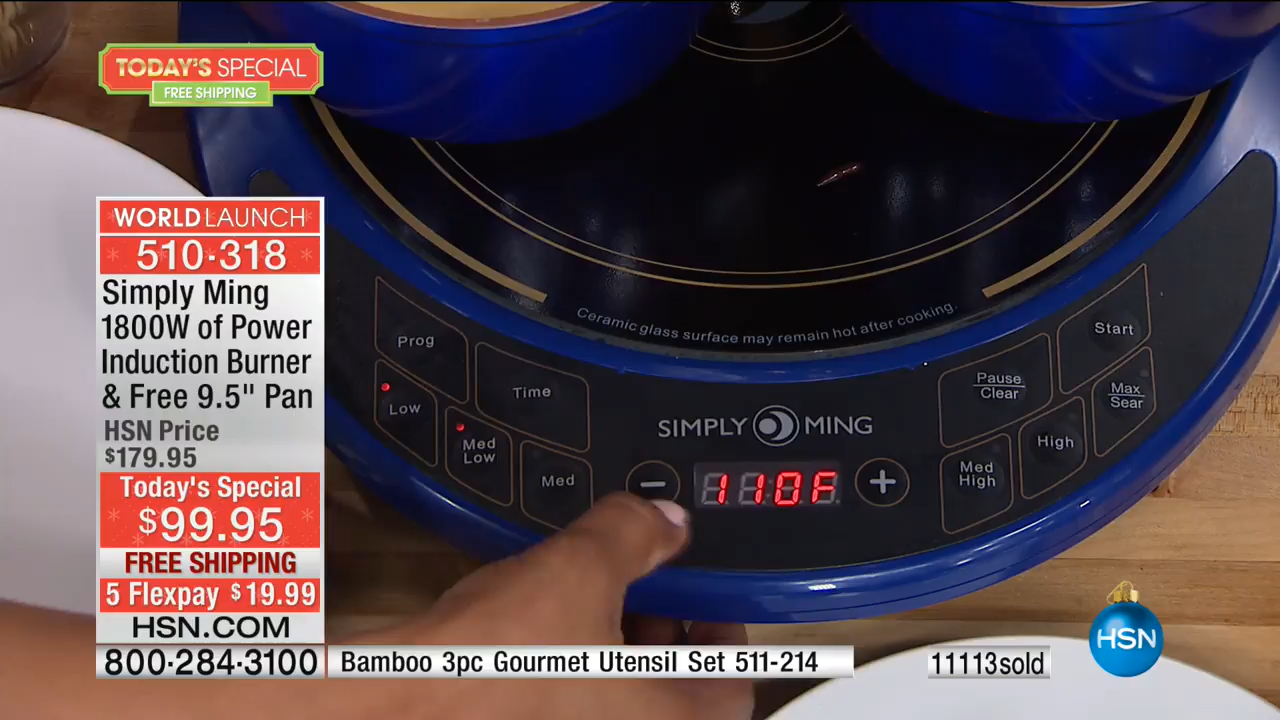 TODAY'S SPECIAL
FREE SHIPPING
WORLD LAUNCH
510·318
Simply Ming
1800W of Power
Induction Burner
& Free 9.5" Pan
HSN Price
$179.95
Today's Special
$99.95
FREE SHIPPING
5 Flexpay $19.99
HSN.COM
800·284·3100
Bamboo 3pc Gourmet Utensil Set 511-214
11113sold
HSN
Ceramic glass surface may remain hot after cooking.
Prog
Time
Low
Med
Low
Med
SIMPLY MING
−
110F
+
Pause
Clear
Start
Max
Sear
High
Med
High